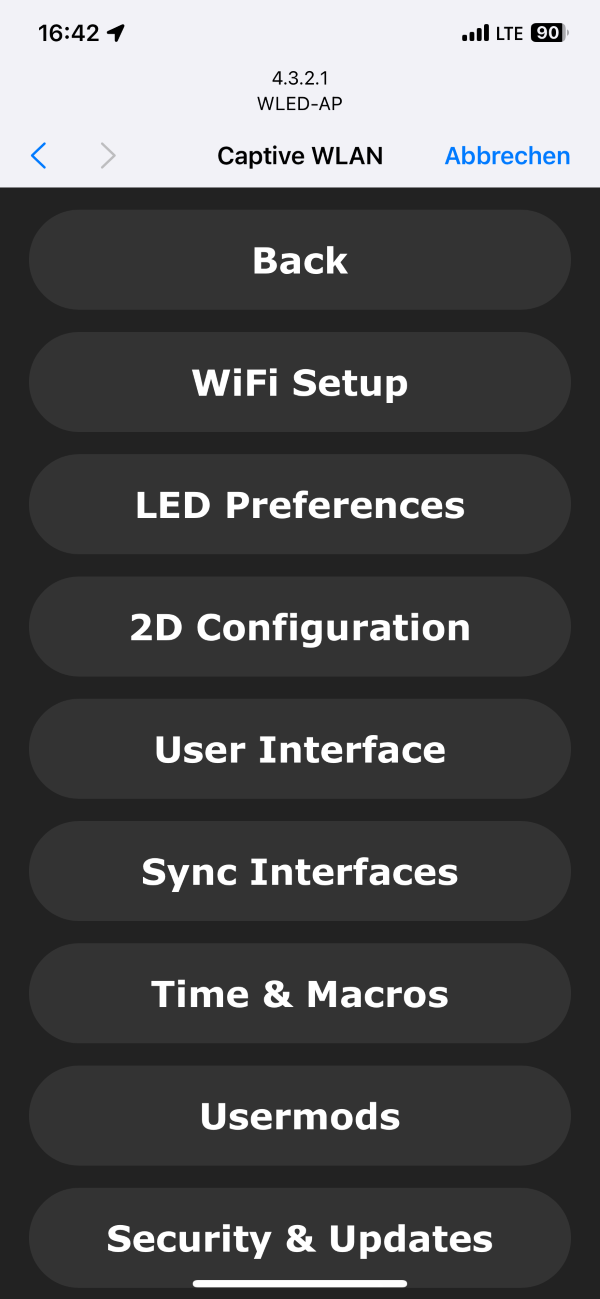 16:42 LTE 90
4.3.2.1
WLED-AP
Captive WLAN Abbrechen
Back
WiFi Setup
LED Preferences
2D Configuration
User Interface
Sync Interfaces
Time & Macros
Usermods
Security & Updates